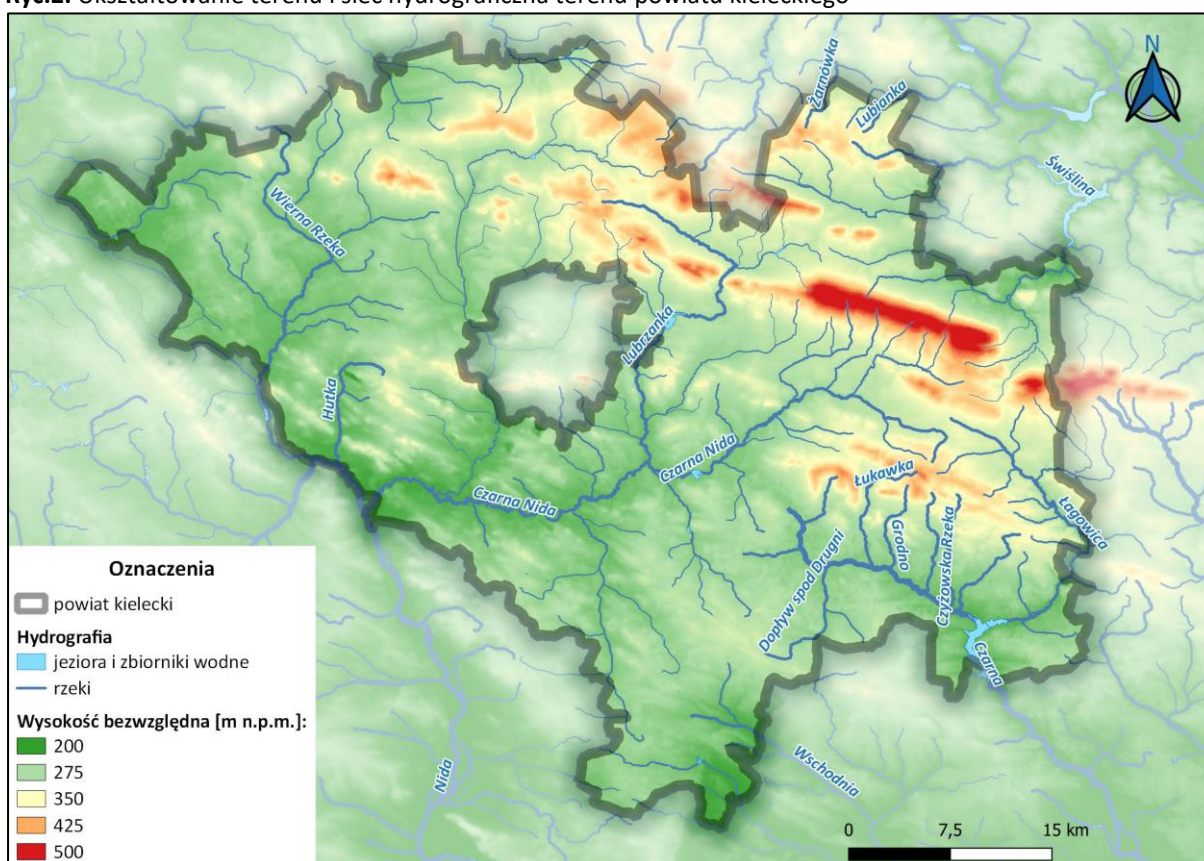 Ryc.2. Ukształtowanie terenu i sieć hydrograficzna terenu powiatu kieleckiego
N
Żarnówka
Lubianka
Świślina
Wierna Rzeka
Lubrzanka
Hutka
Czarna Nida
Łukawka
Czarna Nida
Łagowica
Grodno
Czyżowska Rzeka
Dopływ spod Drugni
Czarna
Wschodnia
Nida
Oznaczenia
powiat kielecki
Hydrografia
jeziora i zbiorniki wodne
rzeki
Wysokość bezwzględna [m n.p.m.]:
200
275
350
425
500
0 7,5 15 km